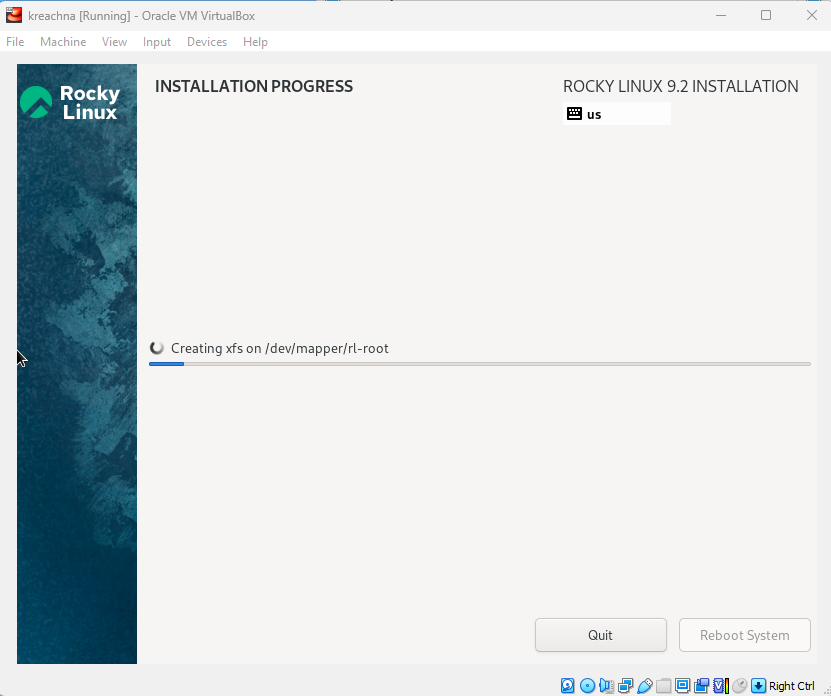 kreachna [Running] - Oracle VM VirtualBox
File Machine View Input Devices Help
Rocky
Linux
INSTALLATION PROGRESS
ROCKY LINUX 9.2 INSTALLATION
us
Creating xfs on /dev/mapper/rl-root
Quit
Reboot System
Right Ctrl